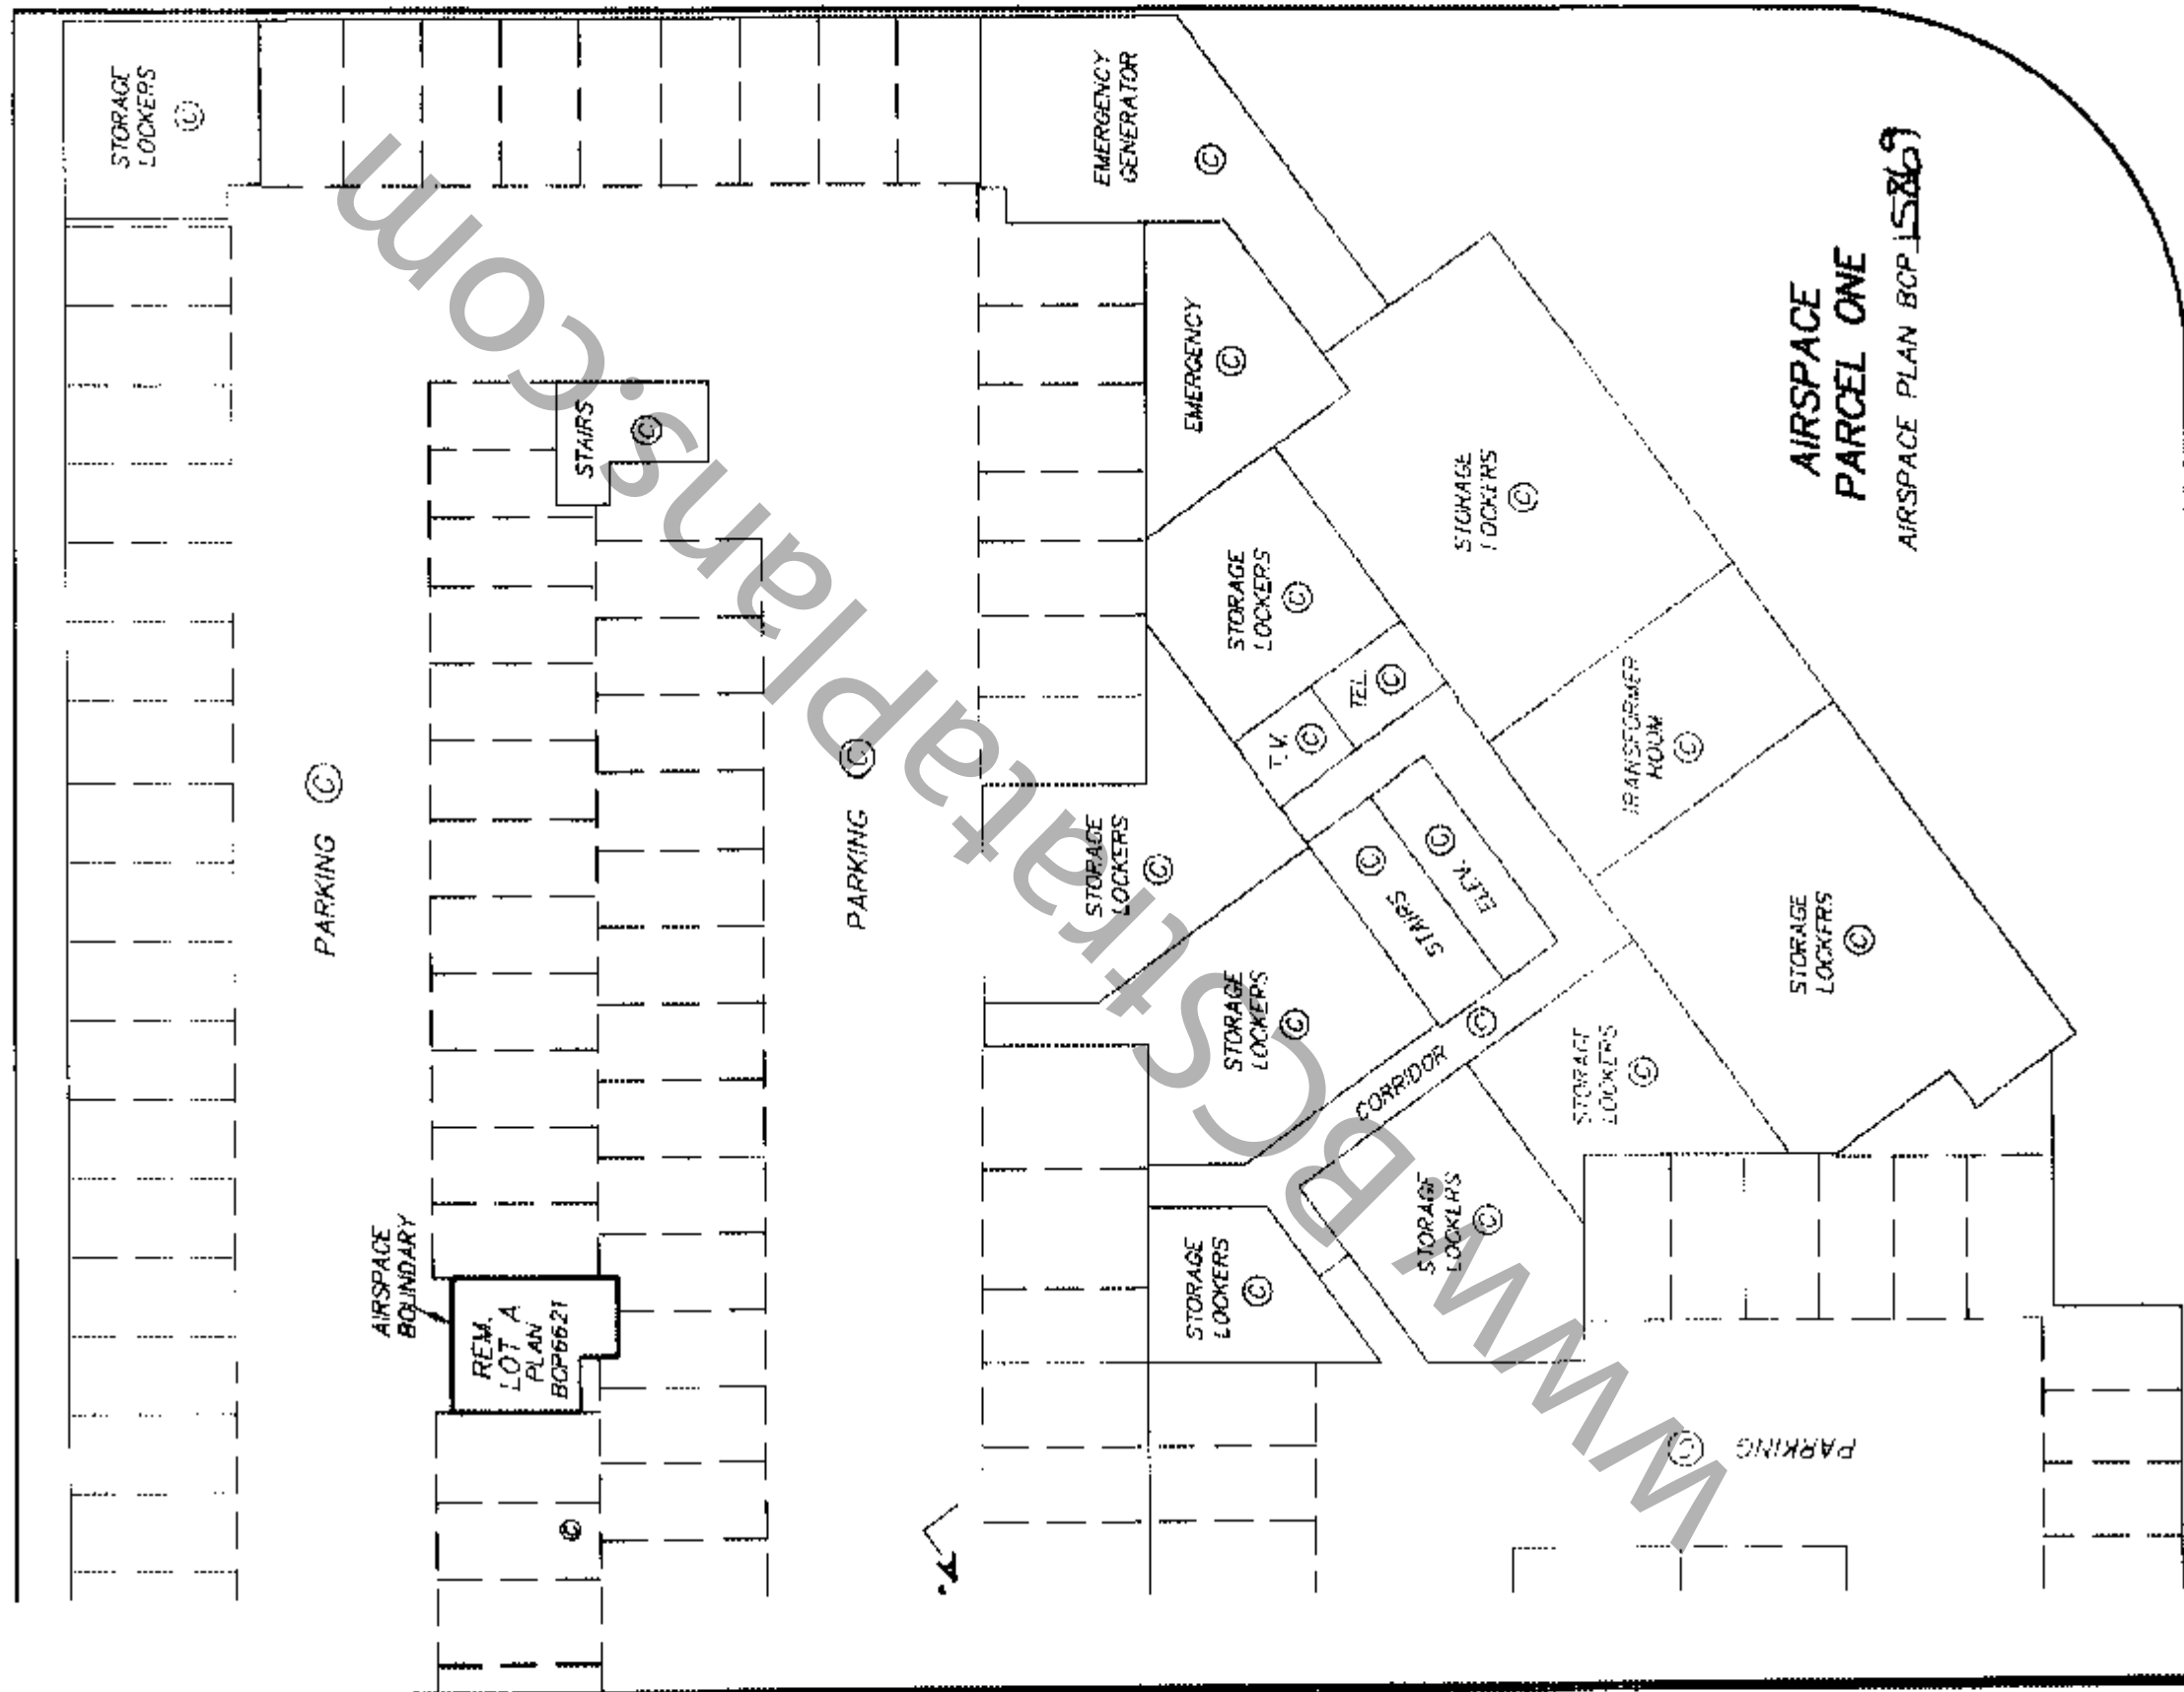 STORAGE
LOCKERS
©
EMERGENCY
GENERATOR
©
EMERGENCY
©
STAIRS
©
STORAGE
LOCKERS
©
STORAGE
LOCKERS
©
T.V.
©
TEL.
©
TRANSFORMER
ROOM
©
PARKING ©
PARKING ©
STORAGE
LOCKERS
©
STAIRS ©
ELEV. ©
STORAGE
LOCKERS
©
STORAGE
LOCKERS
©
CORRIDOR ©
STORAGE
LOCKERS
©
STORAGE
LOCKERS
©
STORAGE
LOCKERS
©
AIRSPACE
BOUNDARY
REM.
LOT A
PLAN
BCP6621
©
PARKING ©
AIRSPACE
PARCEL ONE
AIRSPACE PLAN BCP 15869
www.BCStrataplans.com